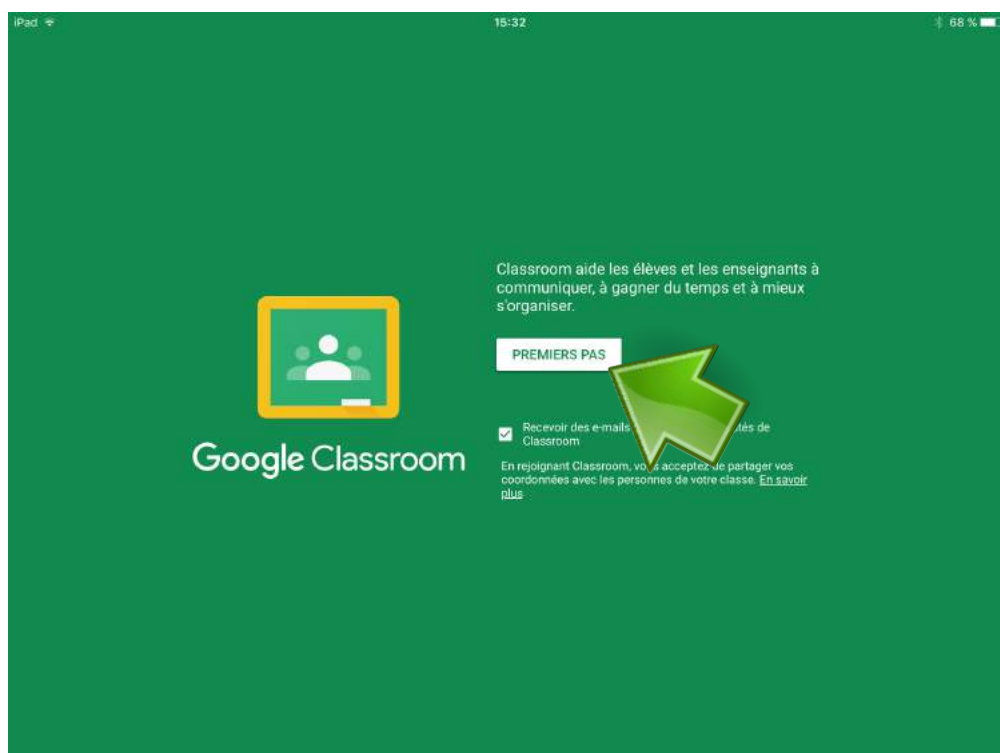 iPad 15:32 68 %
Classroom aide les élèves et les enseignants à
communiquer, à gagner du temps et à mieux
s'organiser.
PREMIERS PAS
Recevoir des e-mails tés de
Classroom
Google Classroom
En rejoignant Classroom, vous acceptez de partager vos
coordonnées avec les personnes de votre classe. En savoir
plus